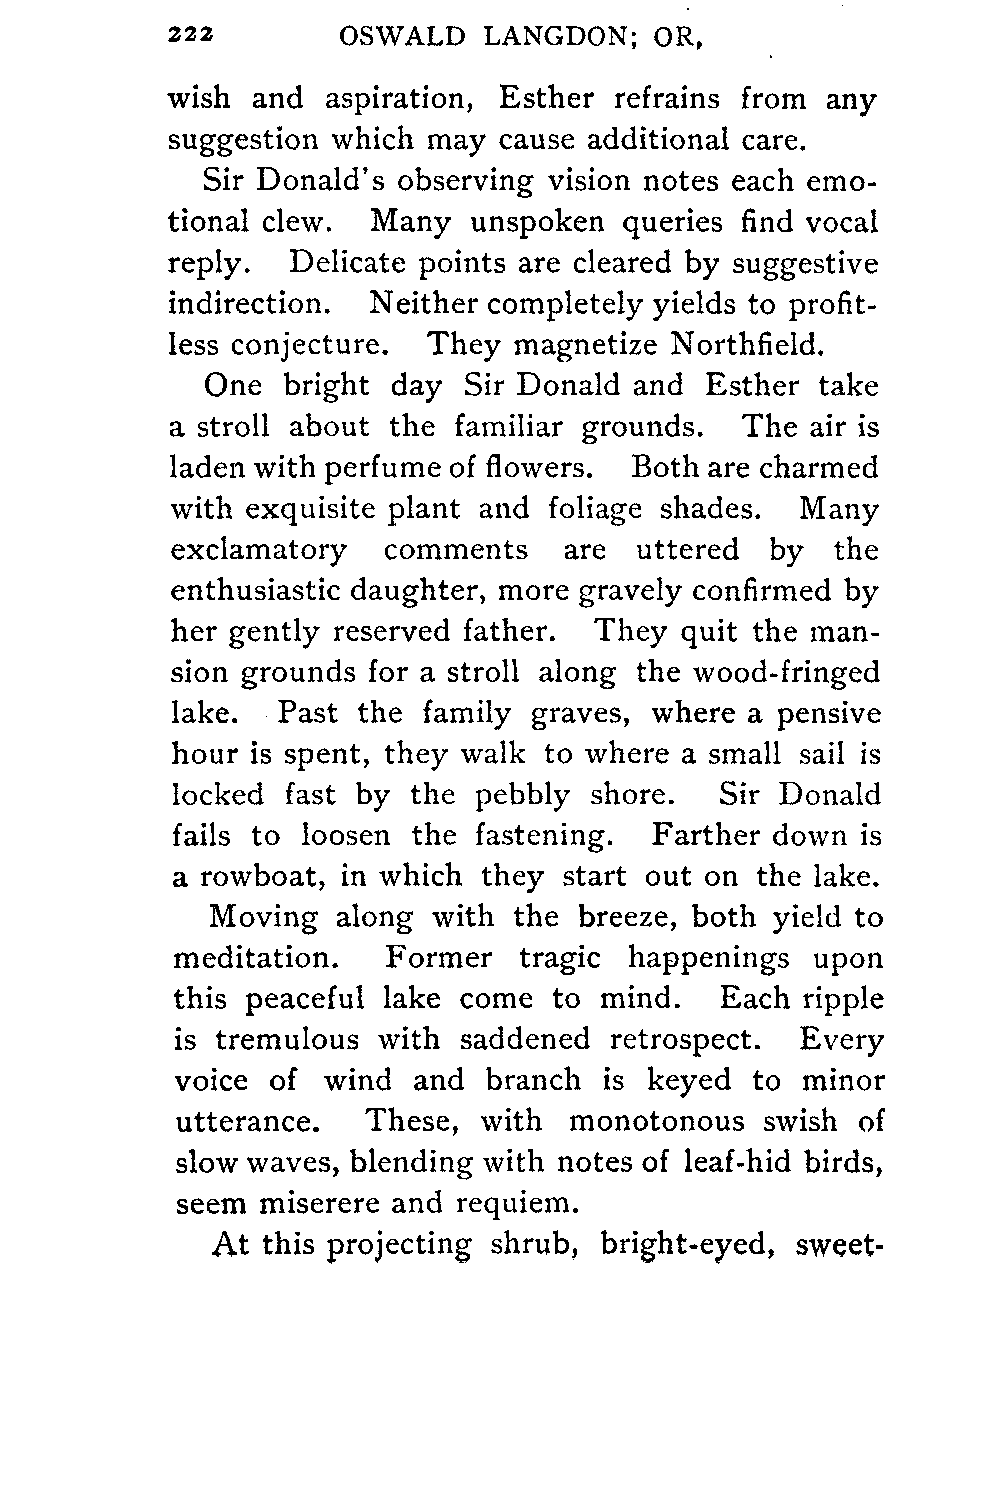 222 OSWALD LANGDON; OR,
wish and aspiration, Esther refrains from any
suggestion which may cause additional care.
Sir Donald's observing vision notes each emo-
tional clew. Many unspoken queries find vocal
reply. Delicate points are cleared by suggestive
indirection. Neither completely yields to profit-
less conjecture. They magnetize Northfield.
One bright day Sir Donald and Esther take
a stroll about the familiar grounds. The air is
laden with perfume of flowers. Both are charmed
with exquisite plant and foliage shades. Many
exclamatory comments are uttered by the
enthusiastic daughter, more gravely confirmed by
her gently reserved father. They quit the man-
sion grounds for a stroll along the wood-fringed
lake. Past the family graves, where a pensive
hour is spent, they walk to where a small sail is
locked fast by the pebbly shore. Sir Donald
fails to loosen the fastening. Farther down is
a rowboat, in which they start out on the lake.
Moving along with the breeze, both yield to
meditation. Former tragic happenings upon
this peaceful lake come to mind. Each ripple
is tremulous with saddened retrospect. Every
voice of wind and branch is keyed to minor
utterance. These, with monotonous swish of
slow waves, blending with notes of leaf-hid birds,
seem miserere and requiem.
At this projecting shrub, bright-eyed, sweet-